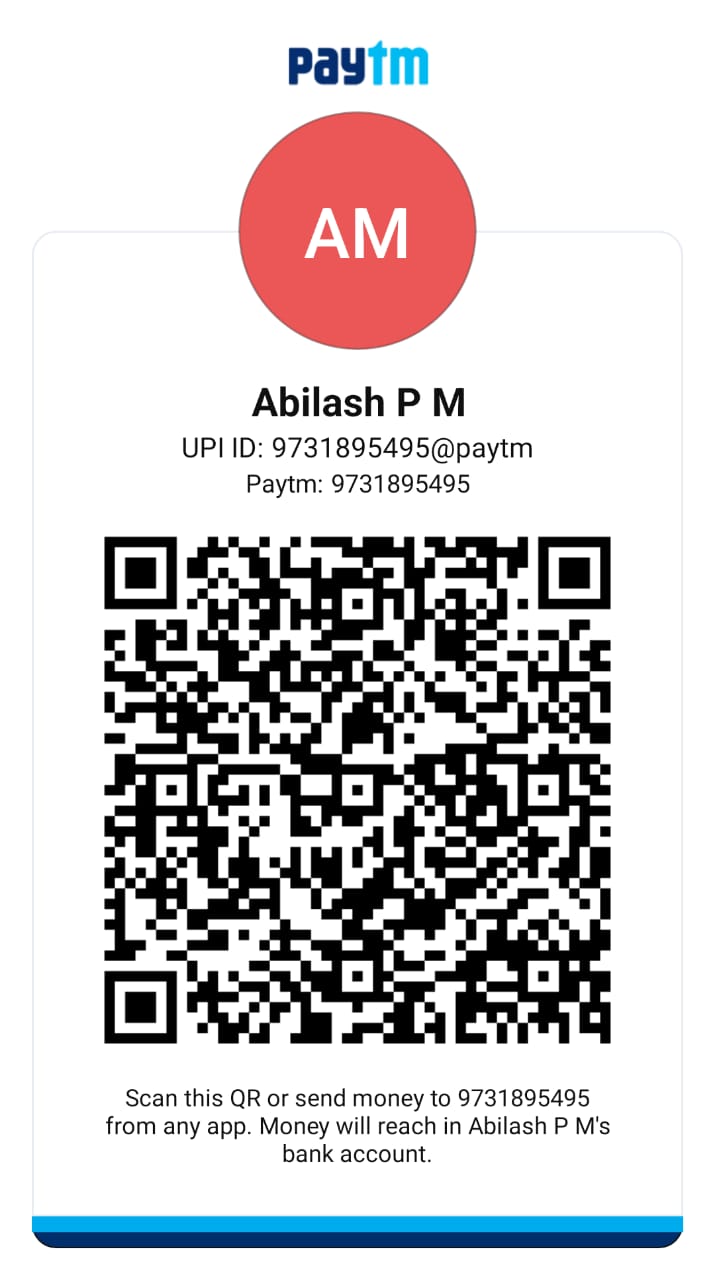 paytm
AM
Abilash P M
UPI ID: 9731895495@paytm
Paytm: 9731895495
Scan this QR or send money to 9731895495
from any app. Money will reach in Abilash P M's
bank account.